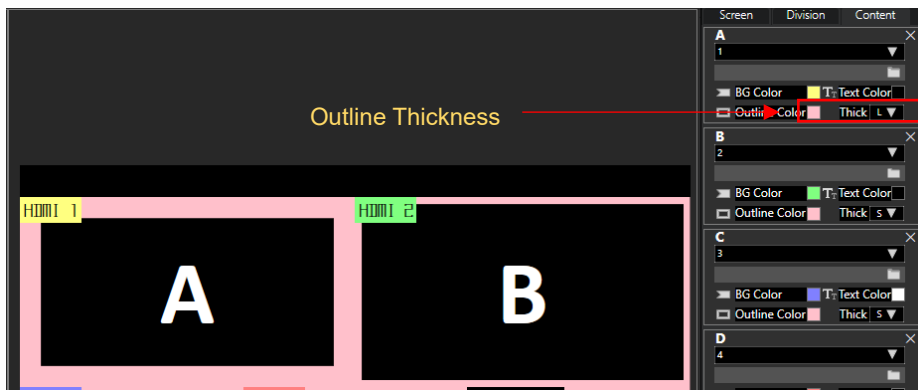 Screen Division Content
A
1
BG Color Text Color
Outline Color Thick L
Outline Thickness
B
2
BG Color Text Color
Outline Color Thick S
HDMI 1
HDMI 2
A
B
C
3
BG Color Text Color
Outline Color Thick S
D
4